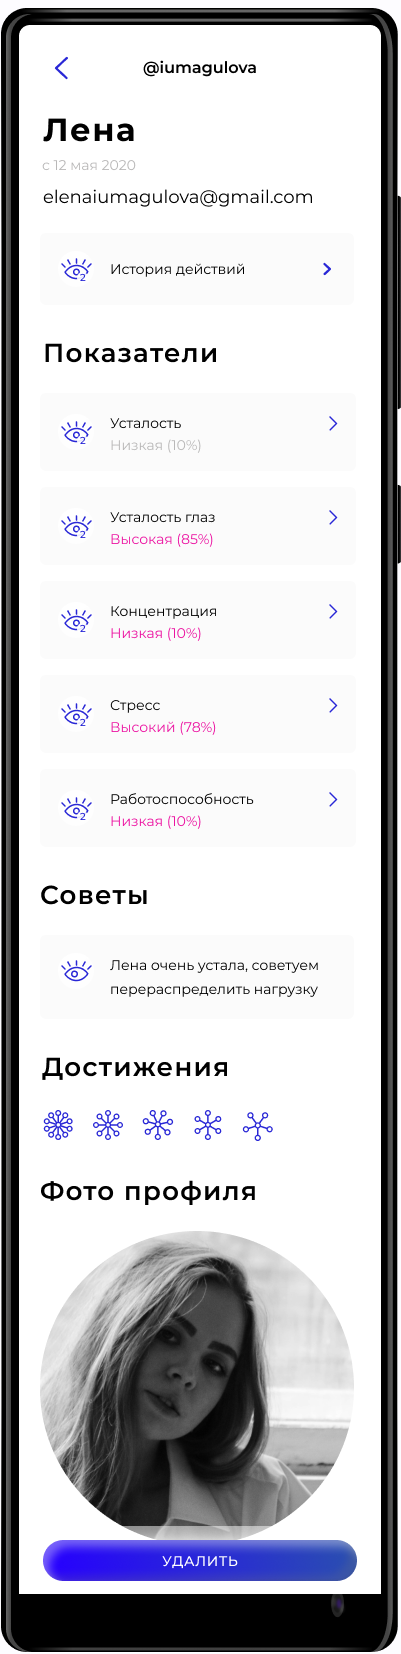 @iumagulova
Лена
с 12 мая 2020
elenaiumagulova@gmail.com
История действий
Показатели
Усталость
Низкая (10%)
Усталость глаз
Высокая (85%)
Концентрация
Низкая (10%)
Стресс
Высокий (78%)
Работоспособность
Низкая (10%)
Советы
Лена очень устала, советуем
перераспределить нагрузку
Достижения
Фото профиля
УДАЛИТЬ